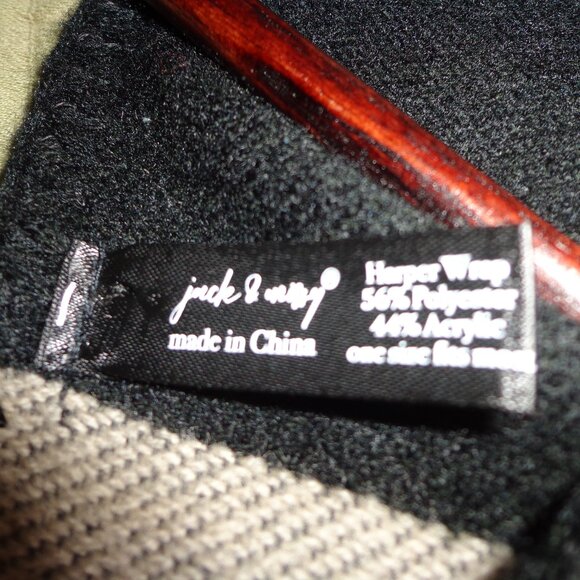 jack & missy®
made in China
Harper Wrap
56% Polyester
44% Acrylic
one size fits most